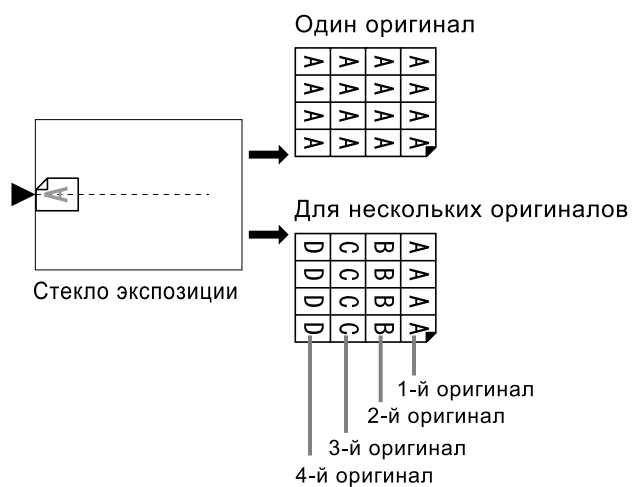 Один оригинал
A A A A
A A A A
A A A A
A A A A
A
Стекло экспозиции
Для нескольких оригиналов
D C B A
D C B A
D C B A
D C B A
1-й оригинал
2-й оригинал
3-й оригинал
4-й оригинал